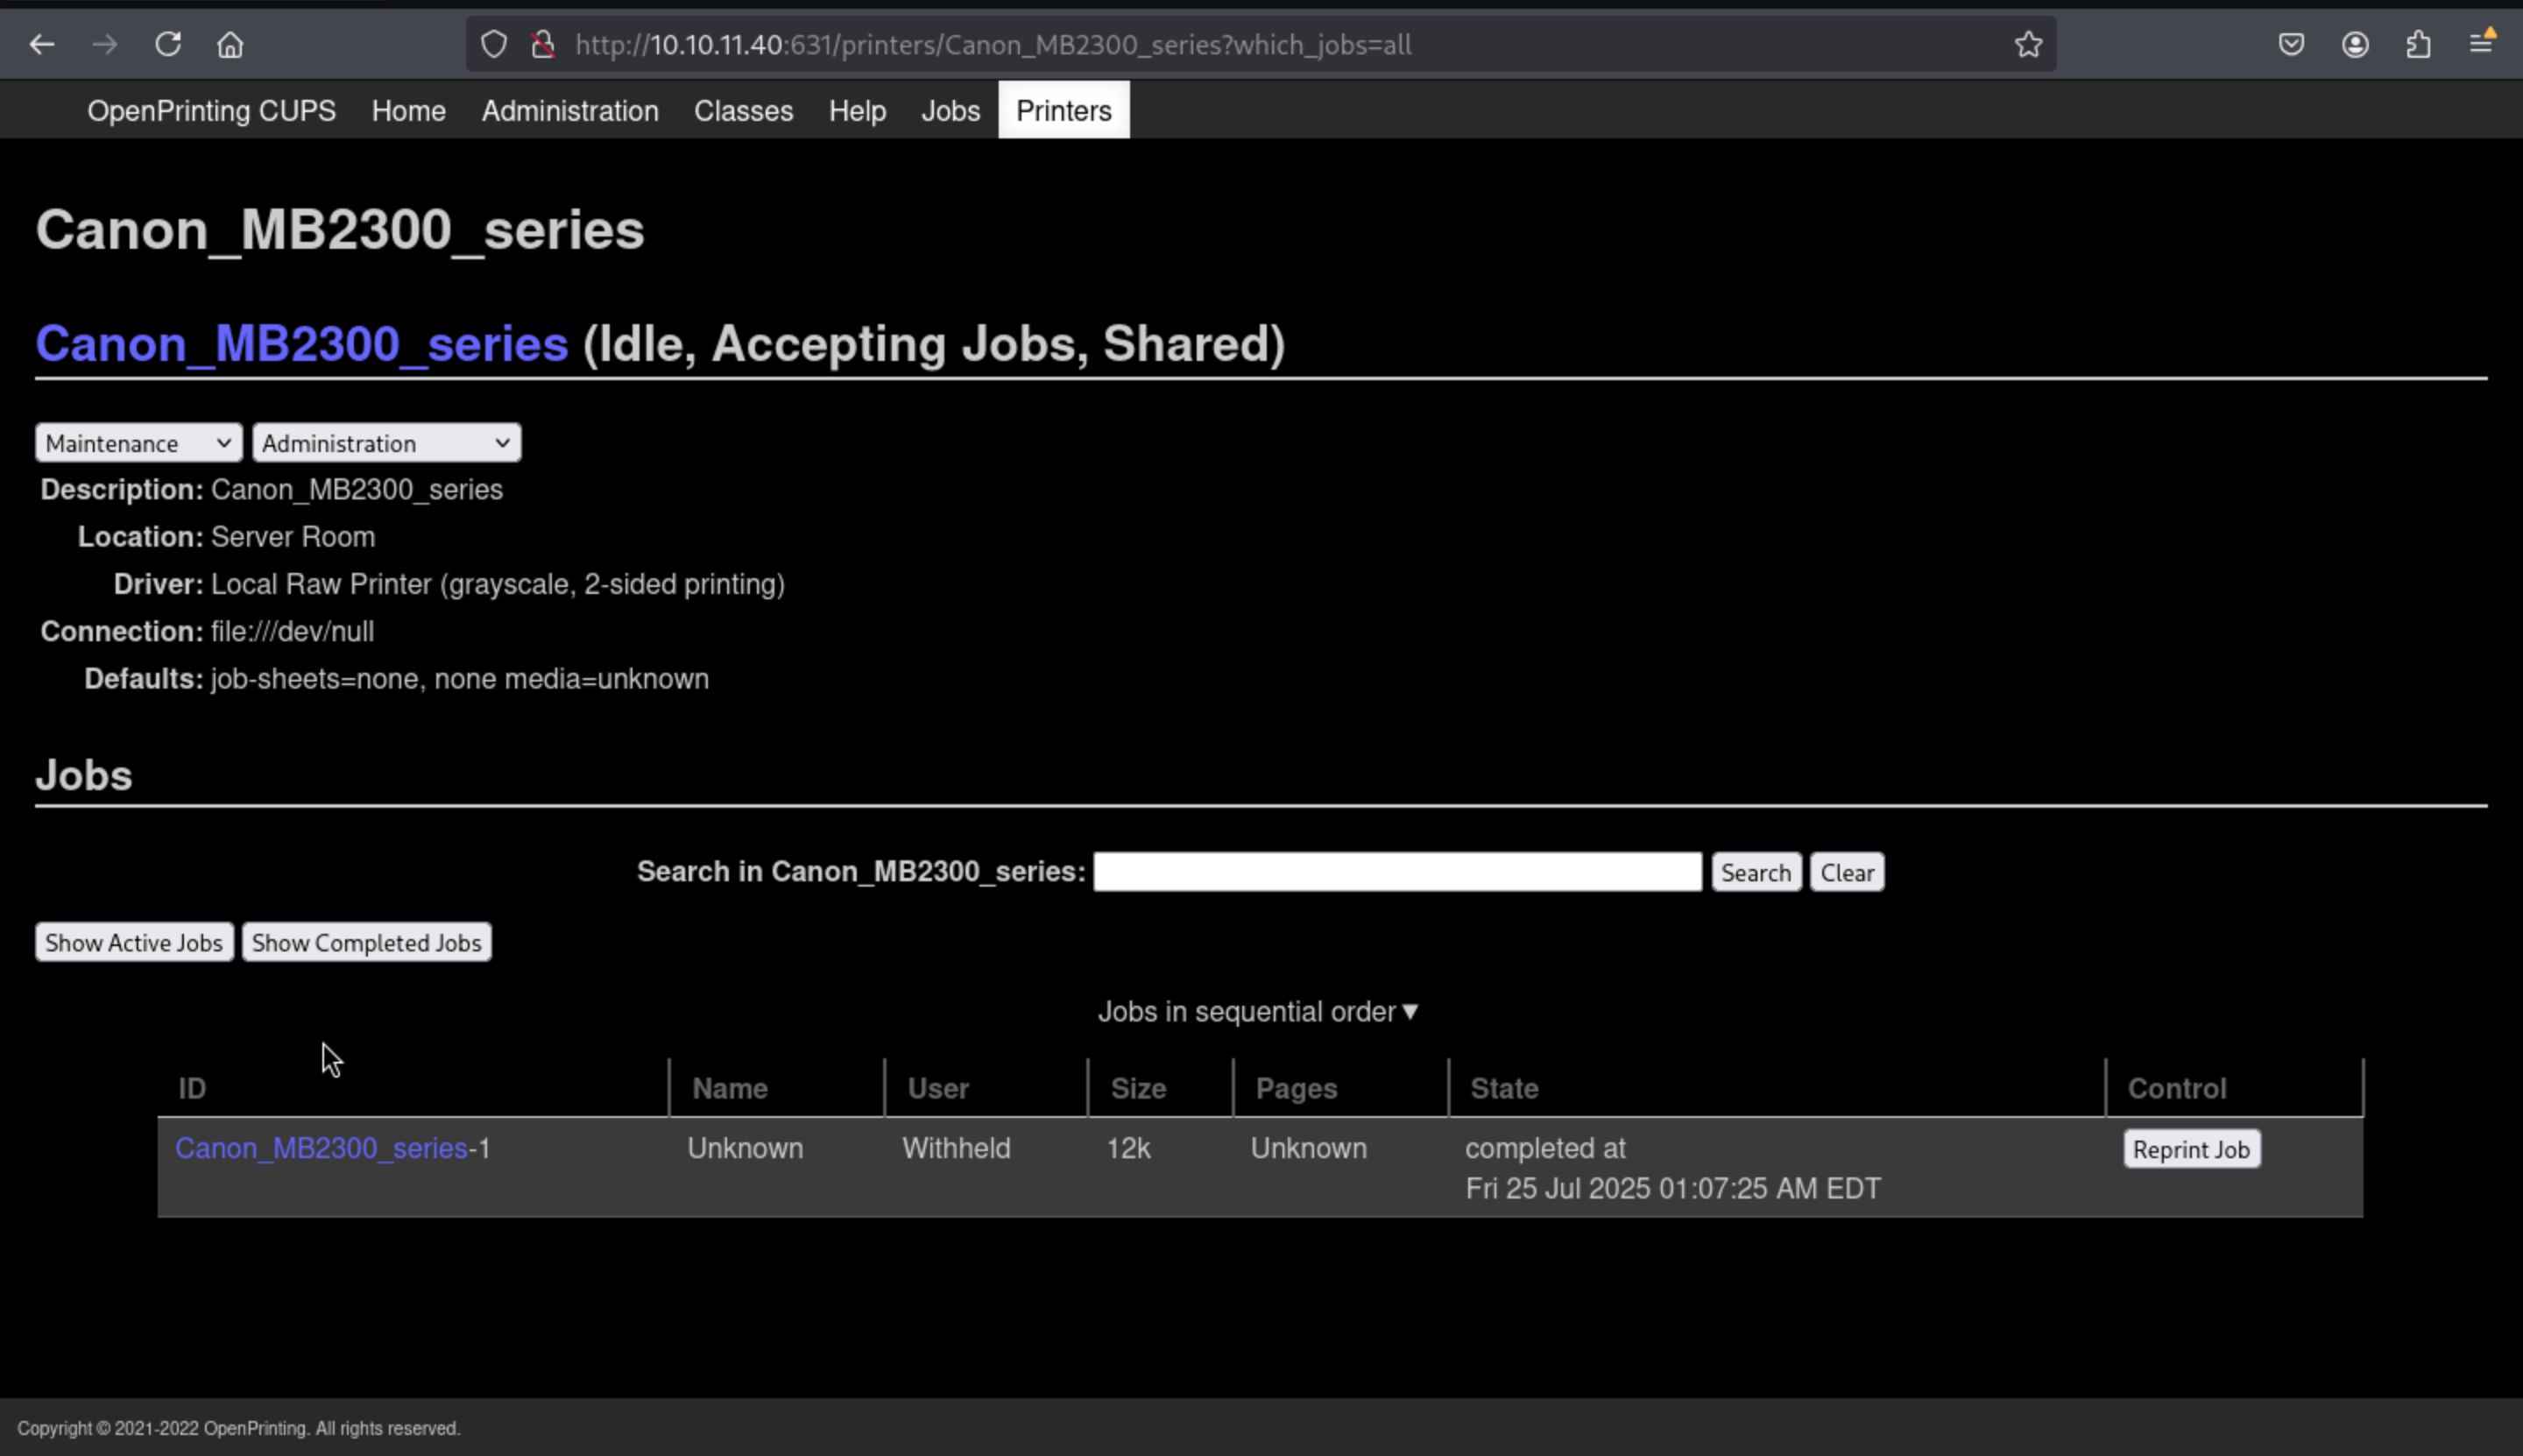 http://10.10.11.40:631/printers/Canon_MB2300_series?which_jobs=all
OpenPrinting CUPS Home Administration Classes Help Jobs Printers
Canon_MB2300_series
Canon_MB2300_series (Idle, Accepting Jobs, Shared)
Maintenance Administration
Description: Canon_MB2300_series
Location: Server Room
Driver: Local Raw Printer (grayscale, 2-sided printing)
Connection: file:///dev/null
Defaults: job-sheets=none, none media=unknown
Jobs
Search in Canon_MB2300_series: Search Clear
Show Active Jobs Show Completed Jobs
Jobs in sequential order▼
ID Name User Size Pages State Control
Canon_MB2300_series-1 Unknown Withheld 12k Unknown completed at Reprint Job
Fri 25 Jul 2025 01:07:25 AM EDT
Copyright © 2021-2022 OpenPrinting. All rights reserved.